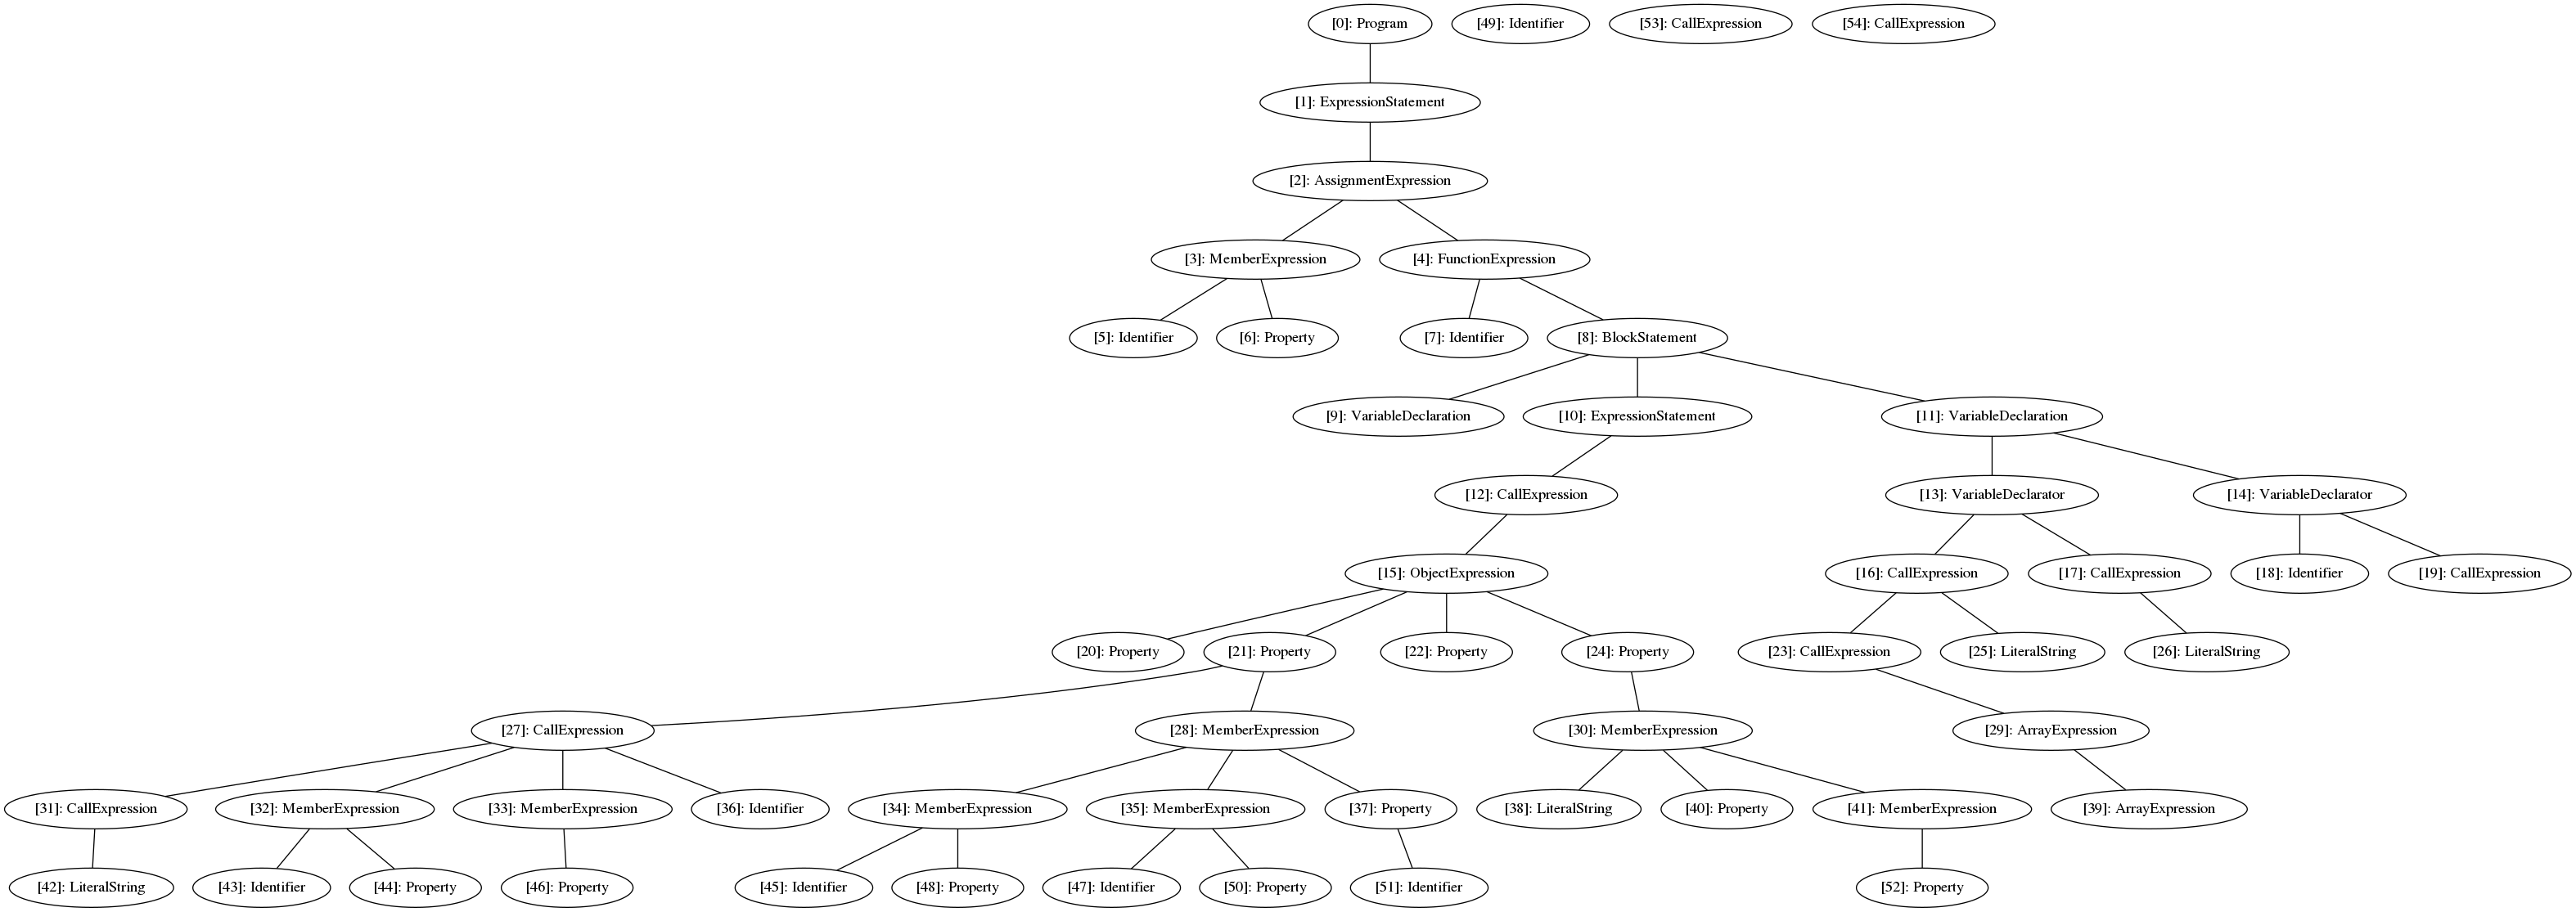 [0]: Program [49]: Identifier [53]: CallExpression [54]: CallExpression
[1]: ExpressionStatement
[2]: AssignmentExpression
[3]: MemberExpression [4]: FunctionExpression
[5]: Identifier [6]: Property [7]: Identifier [8]: BlockStatement
[9]: VariableDeclaration [10]: ExpressionStatement [11]: VariableDeclaration
[12]: CallExpression [13]: VariableDeclarator [14]: VariableDeclarator
[15]: ObjectExpression [16]: CallExpression [17]: CallExpression [18]: Identifier [19]: CallExpression
[20]: Property [21]: Property [22]: Property [24]: Property [23]: CallExpression [25]: LiteralString [26]: LiteralString
[27]: CallExpression [28]: MemberExpression [30]: MemberExpression [29]: ArrayExpression
[31]: CallExpression [32]: MemberExpression [33]: MemberExpression [36]: Identifier [34]: MemberExpression [35]: MemberExpression [37]: Property [38]: LiteralString [40]: Property [41]: MemberExpression [39]: ArrayExpression
[42]: LiteralString [43]: Identifier [44]: Property [46]: Property [45]: Identifier [48]: Property [47]: Identifier [50]: Property [51]: Identifier [52]: Property